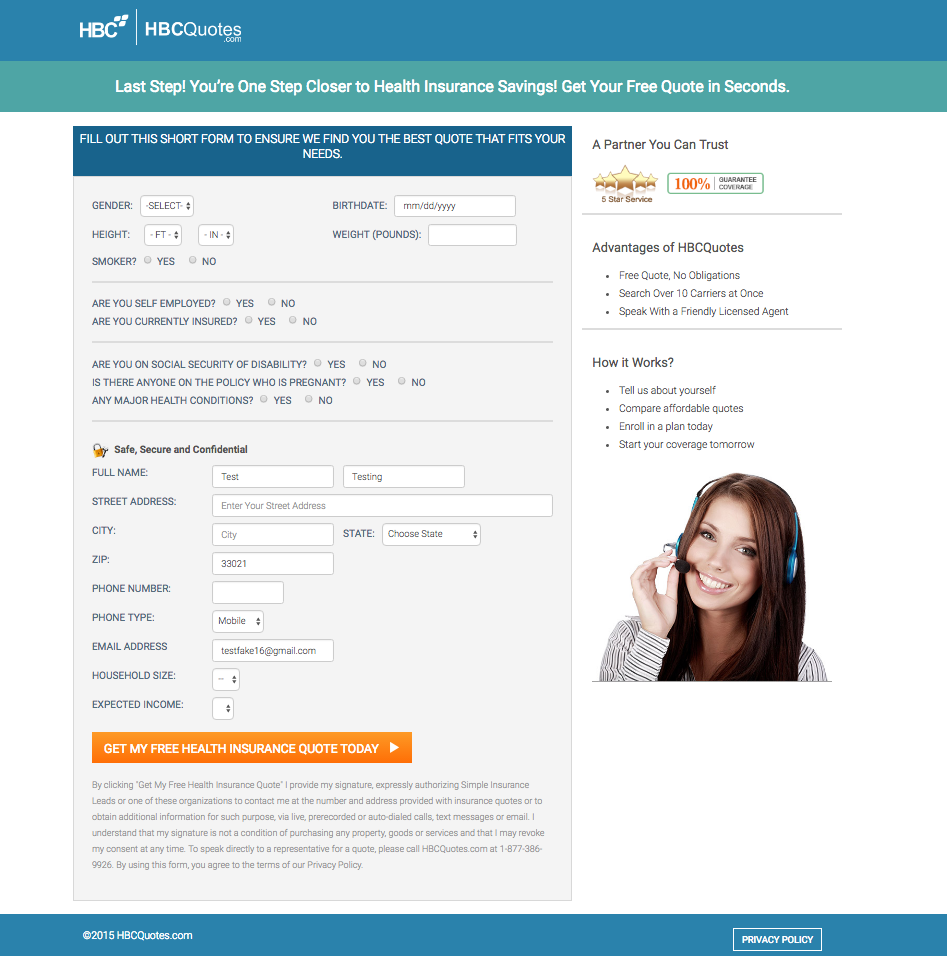 HBC HBCQuotes
.com
Last Step! You're One Step Closer to Health Insurance Savings! Get Your Free Quote in Seconds.
FILL OUT THIS SHORT FORM TO ENSURE WE FIND YOU THE BEST QUOTE THAT FITS YOUR
NEEDS.
GENDER: -SELECT- BIRTHDATE: mm/dd/yyyy
HEIGHT: - FT - - IN - WEIGHT (POUNDS):
SMOKER? YES NO
ARE YOU SELF EMPLOYED? YES NO
ARE YOU CURRENTLY INSURED? YES NO
ARE YOU ON SOCIAL SECURITY OF DISABILITY? YES NO
IS THERE ANYONE ON THE POLICY WHO IS PREGNANT? YES NO
ANY MAJOR HEALTH CONDITIONS? YES NO
Safe, Secure and Confidential
FULL NAME: Test Testing
STREET ADDRESS: Enter Your Street Address
CITY: City STATE: Choose State
ZIP: 33021
PHONE NUMBER:
PHONE TYPE: Mobile
EMAIL ADDRESS testfake16@gmail.com
HOUSEHOLD SIZE: --
EXPECTED INCOME:
GET MY FREE HEALTH INSURANCE QUOTE TODAY
By clicking "Get My Free Health Insurance Quote" I provide my signature, expressly authorizing Simple Insurance
Leads or one of these organizations to contact me at the number and address provided with insurance quotes or to
obtain additional information for such purpose, via live, prerecorded or auto-dialed calls, text messages or email. I
understand that my signature is not a condition of purchasing any property, goods or services and that I may revoke
my consent at any time. To speak directly to a representative for a quote, please call HBCQuotes.com at 1-877-386-
9926. By using this form, you agree to the terms of our Privacy Policy.
A Partner You Can Trust
5 Star Service
100% GUARANTEE
COVERAGE
Advantages of HBCQuotes
Free Quote, No Obligations
Search Over 10 Carriers at Once
Speak With a Friendly Licensed Agent
How it Works?
Tell us about yourself
Compare affordable quotes
Enroll in a plan today
Start your coverage tomorrow
©2015 HBCQuotes.com
PRIVACY POLICY